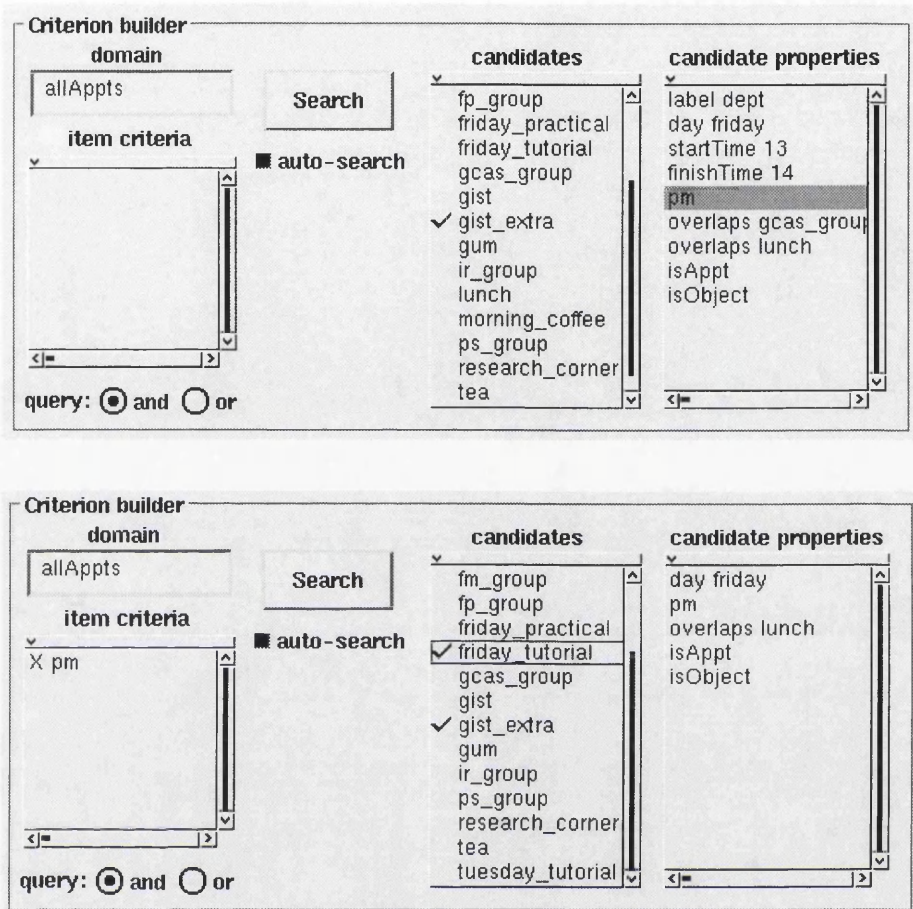 Criterion builder
domain
allAppts
item criteria
query: and or
Search
auto-search
candidates
fp_group
friday_practical
friday_tutorial
gcas_group
gist
gist_extra
gum
ir_group
lunch
morning_coffee
ps_group
research_corner
tea
candidate properties
label dept
day friday
startTime 13
finishTime 14
pm
overlaps gcas_group
overlaps lunch
isAppt
isObject
Criterion builder
domain
allAppts
item criteria
X pm
query: and or
Search
auto-search
candidates
fm_group
fp_group
friday_practical
friday_tutorial
gcas_group
gist
gist_extra
gum
ir_group
ps_group
research_corner
tea
tuesday_tutorial
candidate properties
day friday
pm
overlaps lunch
isAppt
isObject